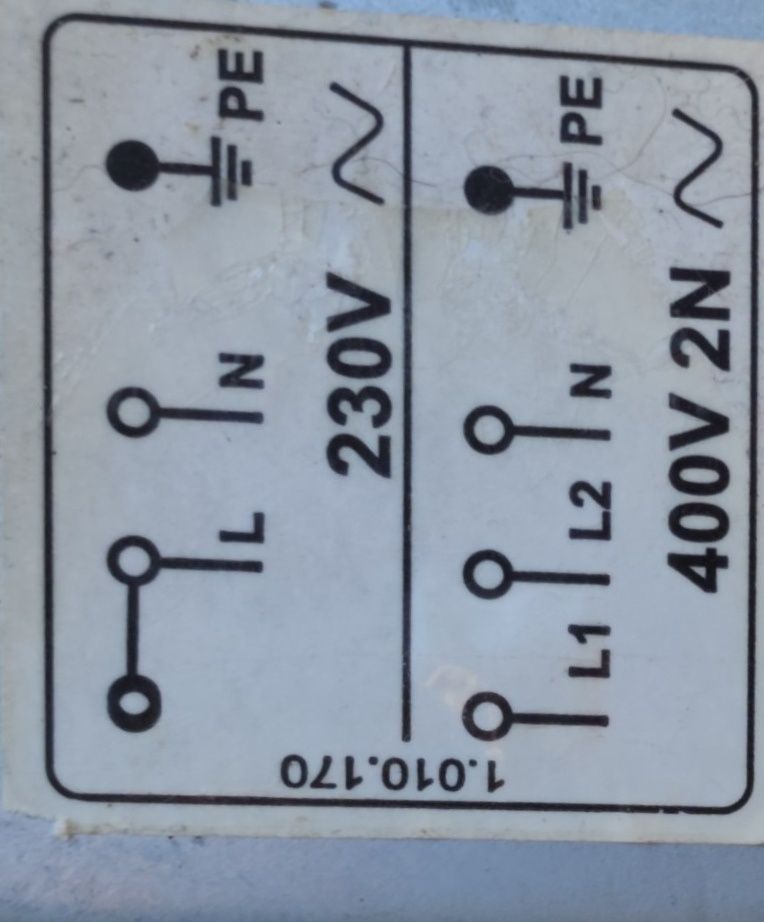 L N PE
230V ~
L1 L2 N PE
400V 2N ~
1.010.170